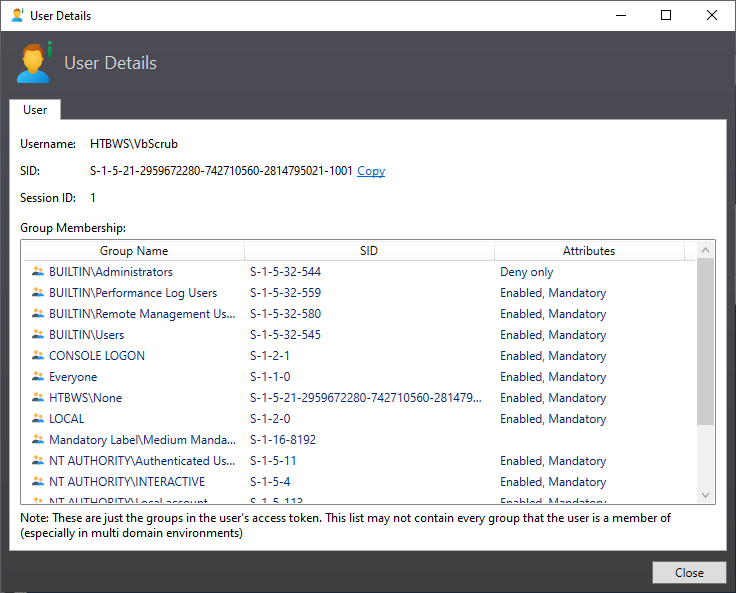 User Details
User Details
User
Username: HTBWS\VbScrub
SID: S-1-5-21-2959672280-742710560-2814795021-1001 Copy
Session ID: 1
Group Membership:
Group Name SID Attributes
BUILTIN\Administrators S-1-5-32-544 Deny only
BUILTIN\Performance Log Users S-1-5-32-559 Enabled, Mandatory
BUILTIN\Remote Management Us... S-1-5-32-580 Enabled, Mandatory
BUILTIN\Users S-1-5-32-545 Enabled, Mandatory
CONSOLE LOGON S-1-2-1 Enabled, Mandatory
Everyone S-1-1-0 Enabled, Mandatory
HTBWS\None S-1-5-21-2959672280-742710560-281479... Enabled, Mandatory
LOCAL S-1-2-0 Enabled, Mandatory
Mandatory Label\Medium Manda... S-1-16-8192
NT AUTHORITY\Authenticated Us... S-1-5-11 Enabled, Mandatory
NT AUTHORITY\INTERACTIVE S-1-5-4 Enabled, Mandatory
NT AUTHORITY\Local account S-1-5-113 Enabled, Mandatory
Note: These are just the groups in the user's access token. This list may not contain every group that the user is a member of
(especially in multi domain environments)
Close